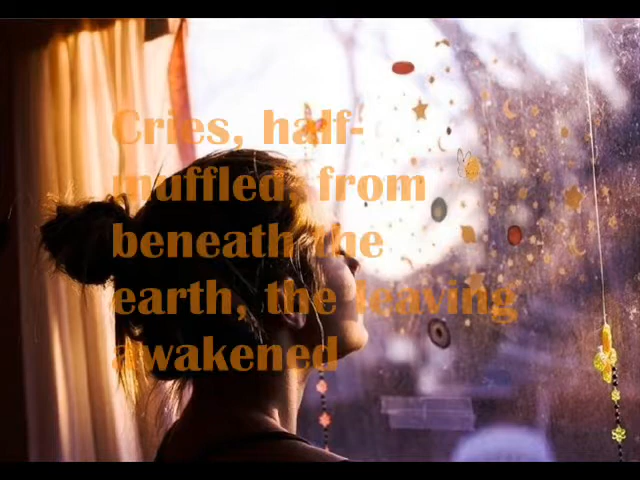 Cries, half-
muffled, from
beneath the
earth, the leaving
awakened